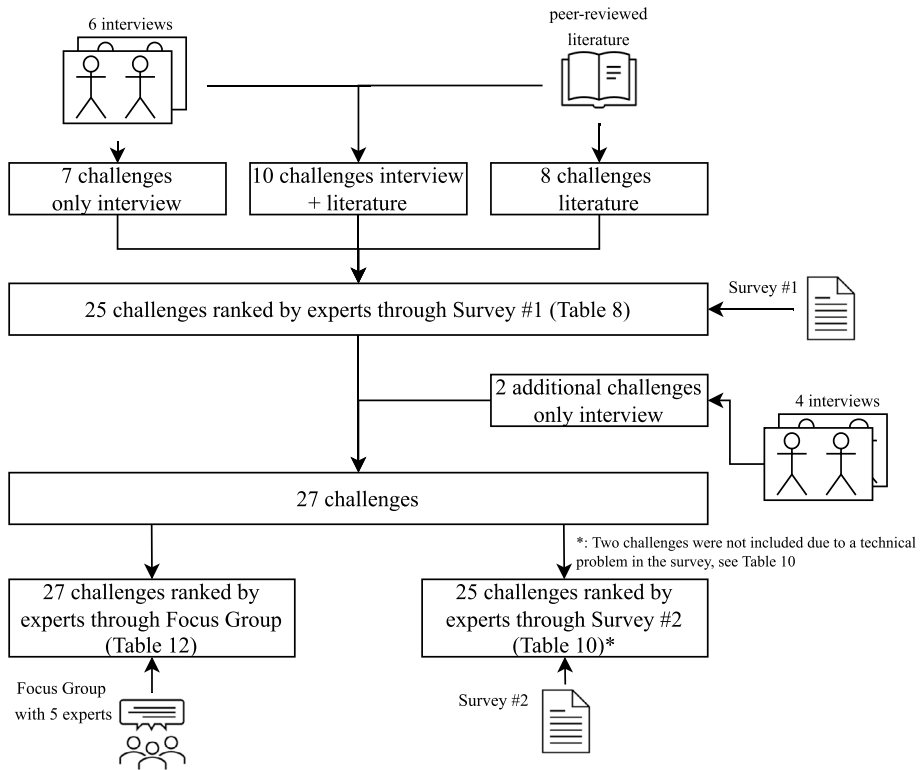 6 interviews
peer-reviewed
literature
7 challenges
only interview
10 challenges interview
+ literature
8 challenges
literature
25 challenges ranked by experts through Survey #1 (Table 8)
Survey #1
2 additional challenges
only interview
4 interviews
27 challenges
*: Two challenges were not included due to a technical
problem in the survey, see Table 10
27 challenges ranked by
experts through Focus Group
(Table 12)
25 challenges ranked by
experts through Survey #2
(Table 10)*
Focus Group
with 5 experts
Survey #2